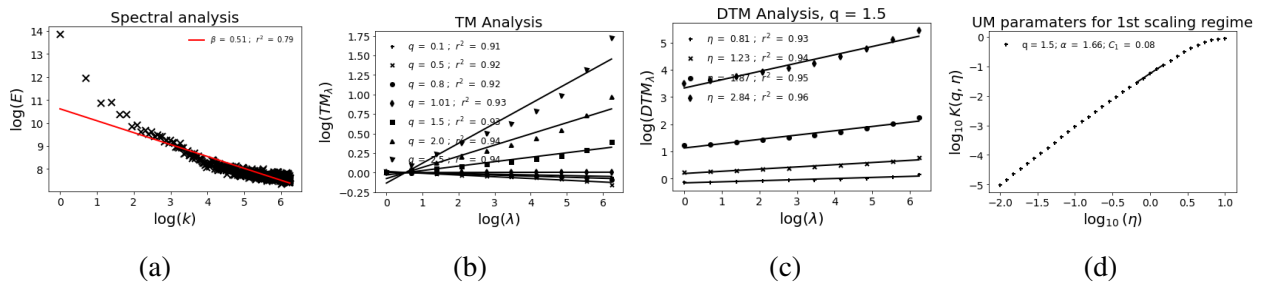 Spectral analysis
β = 0.51 ; r² = 0.79
14
13
12
11
10
9
8
log(E)
0 1 2 3 4 5 6
log(k)
(a)
TM Analysis
q = 0.1 ; r² = 0.91
q = 0.5 ; r² = 0.92
q = 0.8 ; r² = 0.92
q = 1.01 ; r² = 0.93
q = 1.5 ; r² = 0.93
q = 2.0 ; r² = 0.94
r² = 0.94
1.75
1.50
1.25
1.00
0.75
0.50
0.25
0.00
−0.25
log(TMλ)
0 1 2 3 4 5 6
log(λ)
(b)
DTM Analysis, q = 1.5
η = 0.81 ; r² = 0.93
η = 1.23 ; r² = 0.94
r² = 0.95
η = 2.84 ; r² = 0.96
4
2
0
log(DTMλ)
0 1 2 3 4 5 6
log(λ)
(c)
UM paramaters for 1st scaling regime
q = 1.5; α = 1.66; C₁ = 0.08
0
−1
−2
−3
−4
−5
log₁₀ K(q, η)
−2.0 −1.5 −1.0 −0.5 0.0 0.5 1.0
log₁₀ (η)
(d)